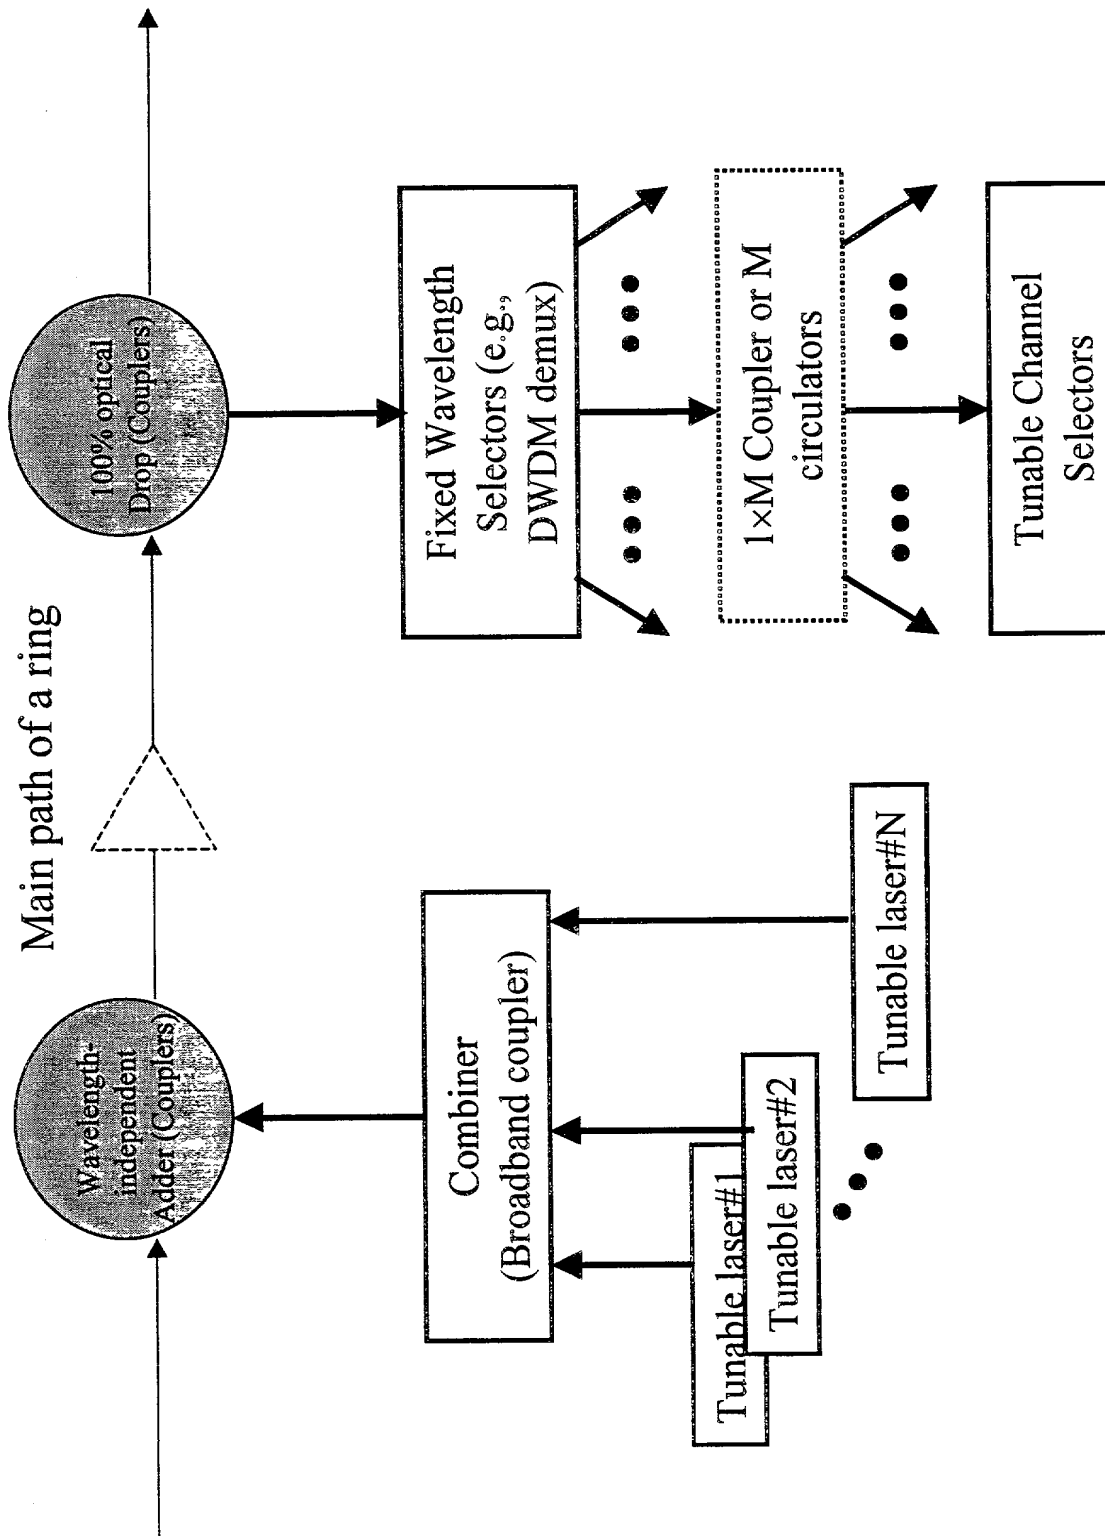 Main path of a ring
Wavelength-
independent
Adder (Couplers)
100% optical
Drop (Couplers)
Combiner
(Broadband coupler)
Tunable laser#1
Tunable laser#2
Tunable laser#N
Fixed Wavelength
Selectors (e.g.,
DWDM demux)
1×M Coupler or M
circulators
Tunable Channel
Selectors